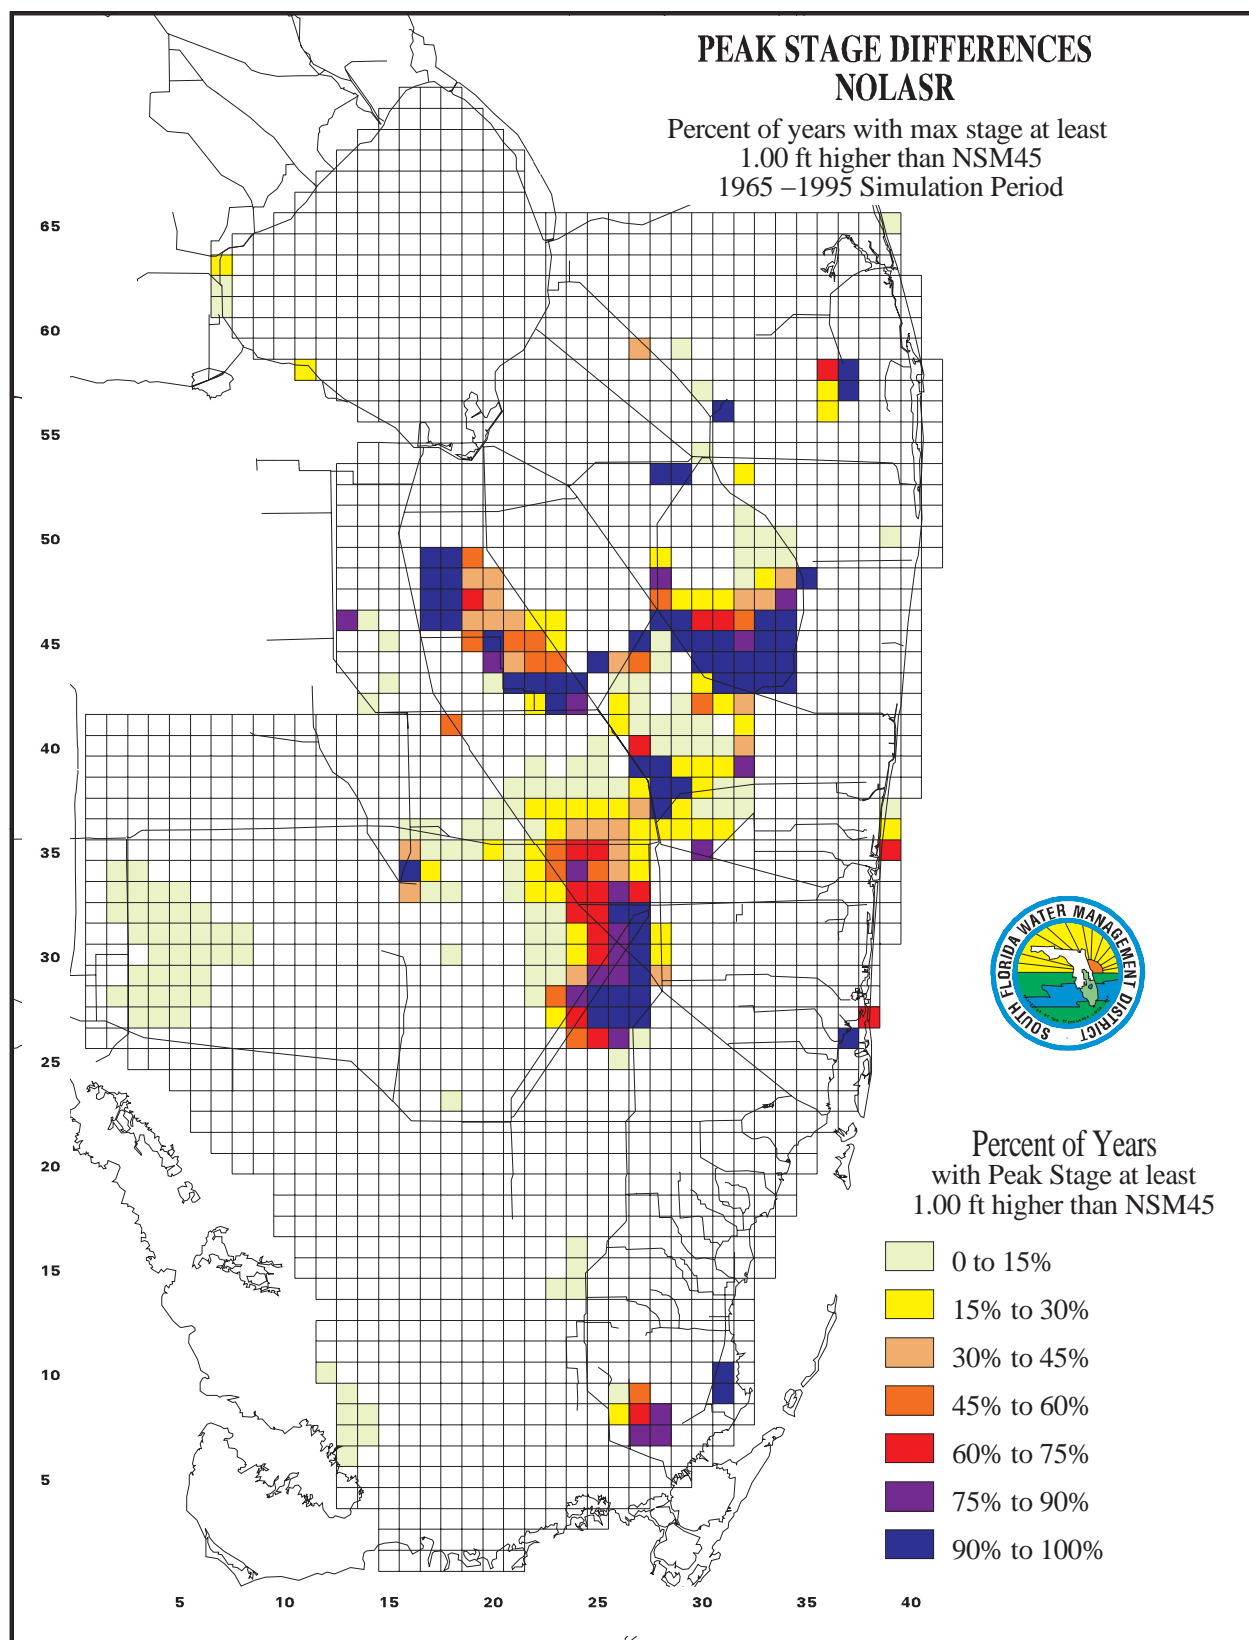 PEAK STAGE DIFFERENCES
NOLASR
Percent of years with max stage at least
1.00 ft higher than NSM45
1965 –1995 Simulation Period
65
60
55
50
45
40
35
30
25
20
15
10
5
SOUTH FLORIDA WATER MANAGEMENT DISTRICT
Percent of Years
with Peak Stage at least
1.00 ft higher than NSM45
0 to 15%
15% to 30%
30% to 45%
45% to 60%
60% to 75%
75% to 90%
90% to 100%
5 10 15 20 25 30 35 40